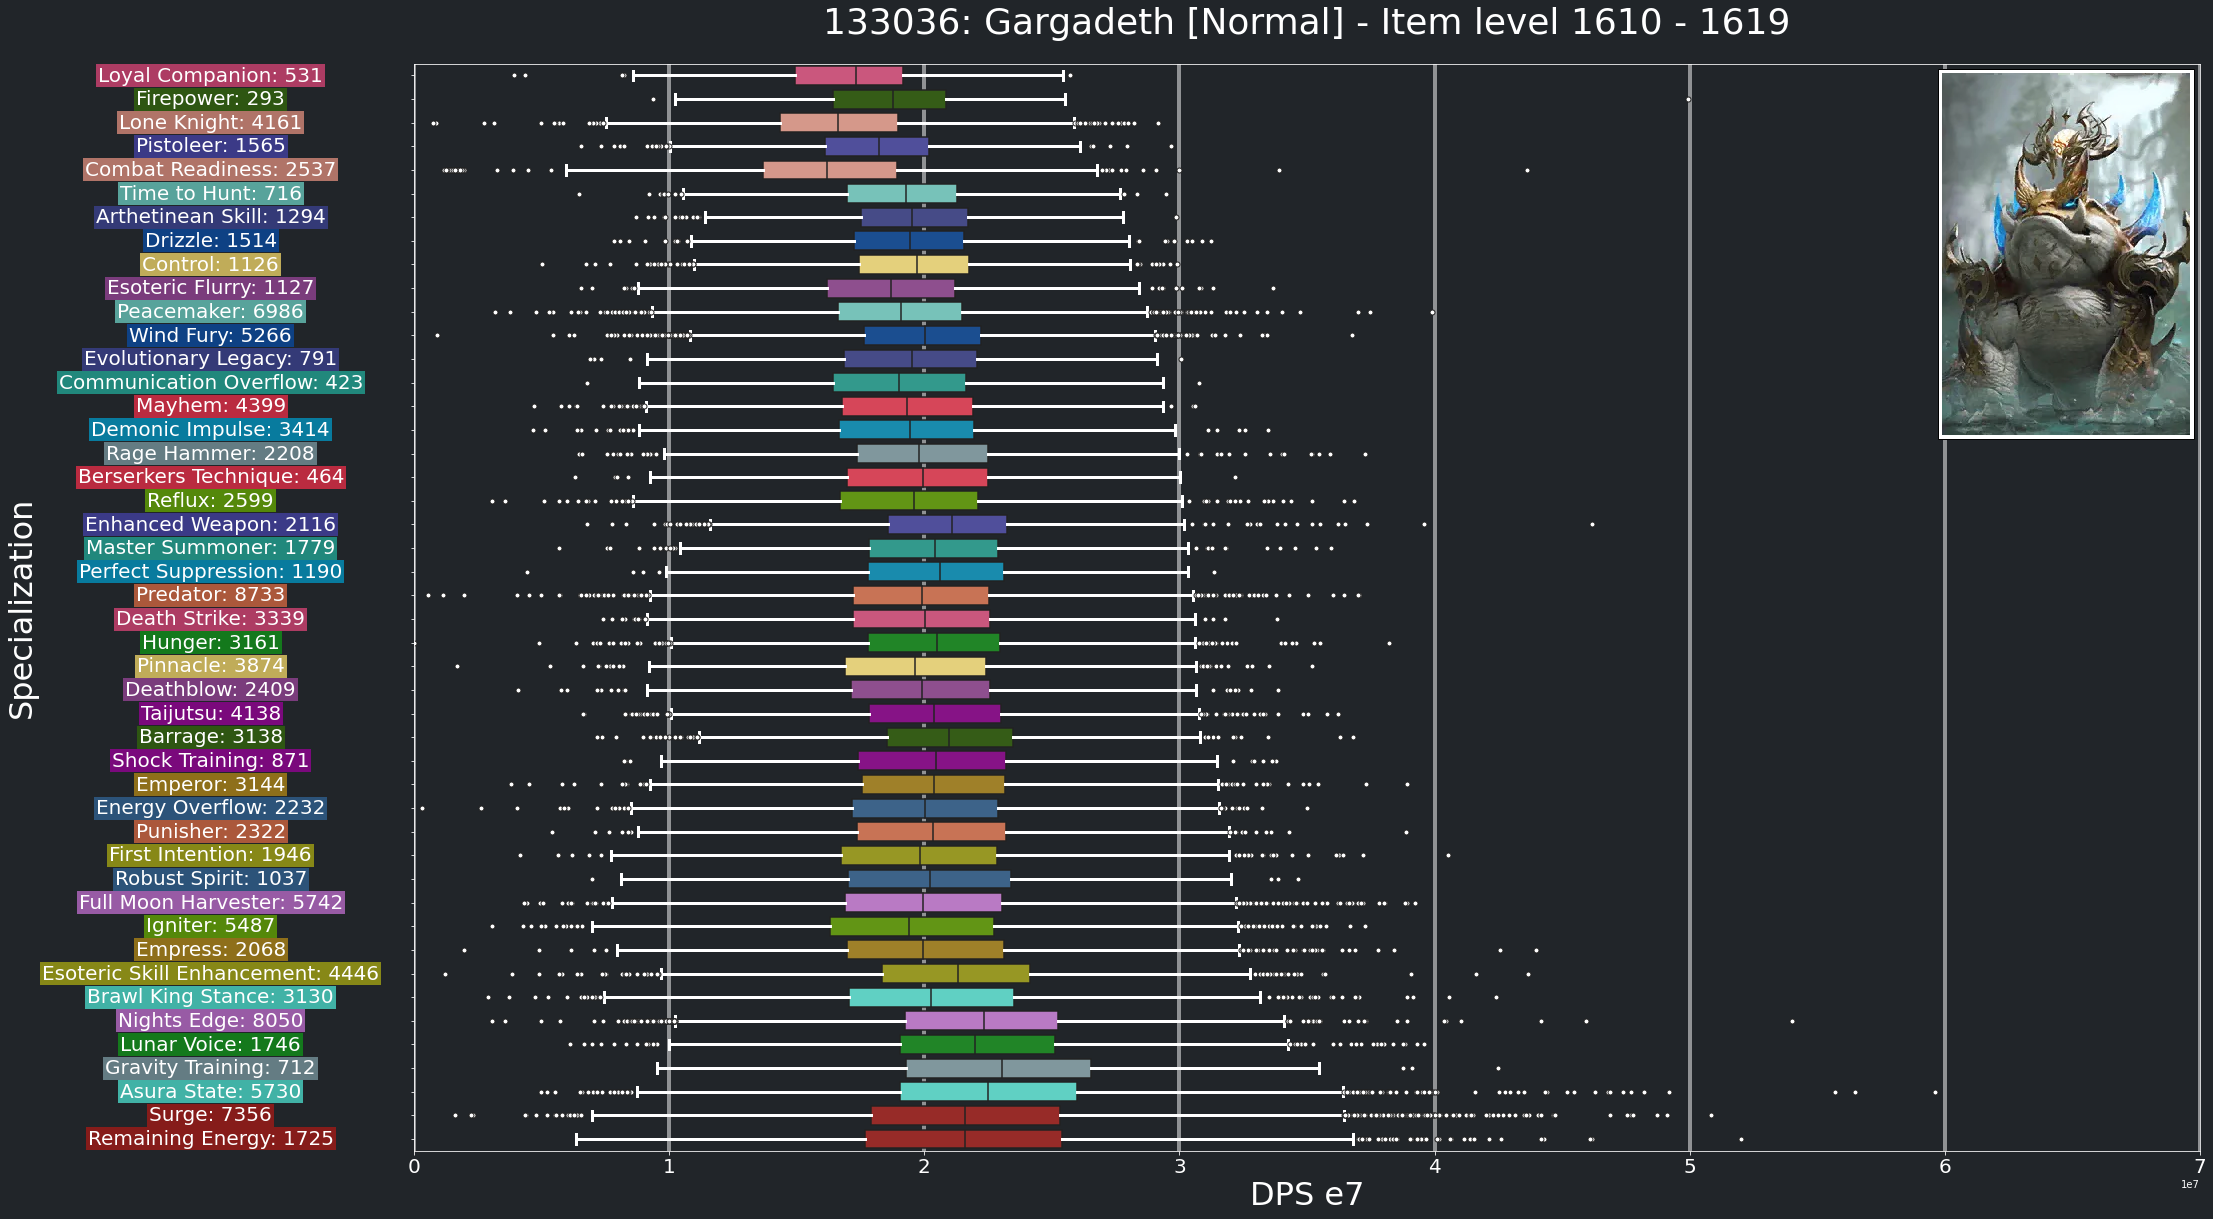 133036: Gargadeth [Normal] - Item level 1610 - 1619
Loyal Companion: 531
Firepower: 293
Lone Knight: 4161
Pistoleer: 1565
Combat Readiness: 2537
Time to Hunt: 716
Arthetinean Skill: 1294
Drizzle: 1514
Control: 1126
Esoteric Flurry: 1127
Peacemaker: 6986
Wind Fury: 5266
Evolutionary Legacy: 791
Communication Overflow: 423
Mayhem: 4399
Demonic Impulse: 3414
Rage Hammer: 2208
Berserkers Technique: 464
Reflux: 2599
Enhanced Weapon: 2116
Master Summoner: 1779
Perfect Suppression: 1190
Predator: 8733
Death Strike: 3339
Hunger: 3161
Pinnacle: 3874
Deathblow: 2409
Taijutsu: 4138
Barrage: 3138
Shock Training: 871
Emperor: 3144
Energy Overflow: 2232
Punisher: 2322
First Intention: 1946
Robust Spirit: 1037
Full Moon Harvester: 5742
Igniter: 5487
Empress: 2068
Esoteric Skill Enhancement: 4446
Brawl King Stance: 3130
Nights Edge: 8050
Lunar Voice: 1746
Gravity Training: 712
Asura State: 5730
Surge: 7356
Remaining Energy: 1725
Specialization
0 1 2 3 4 5 6 7
1e7
DPS e7